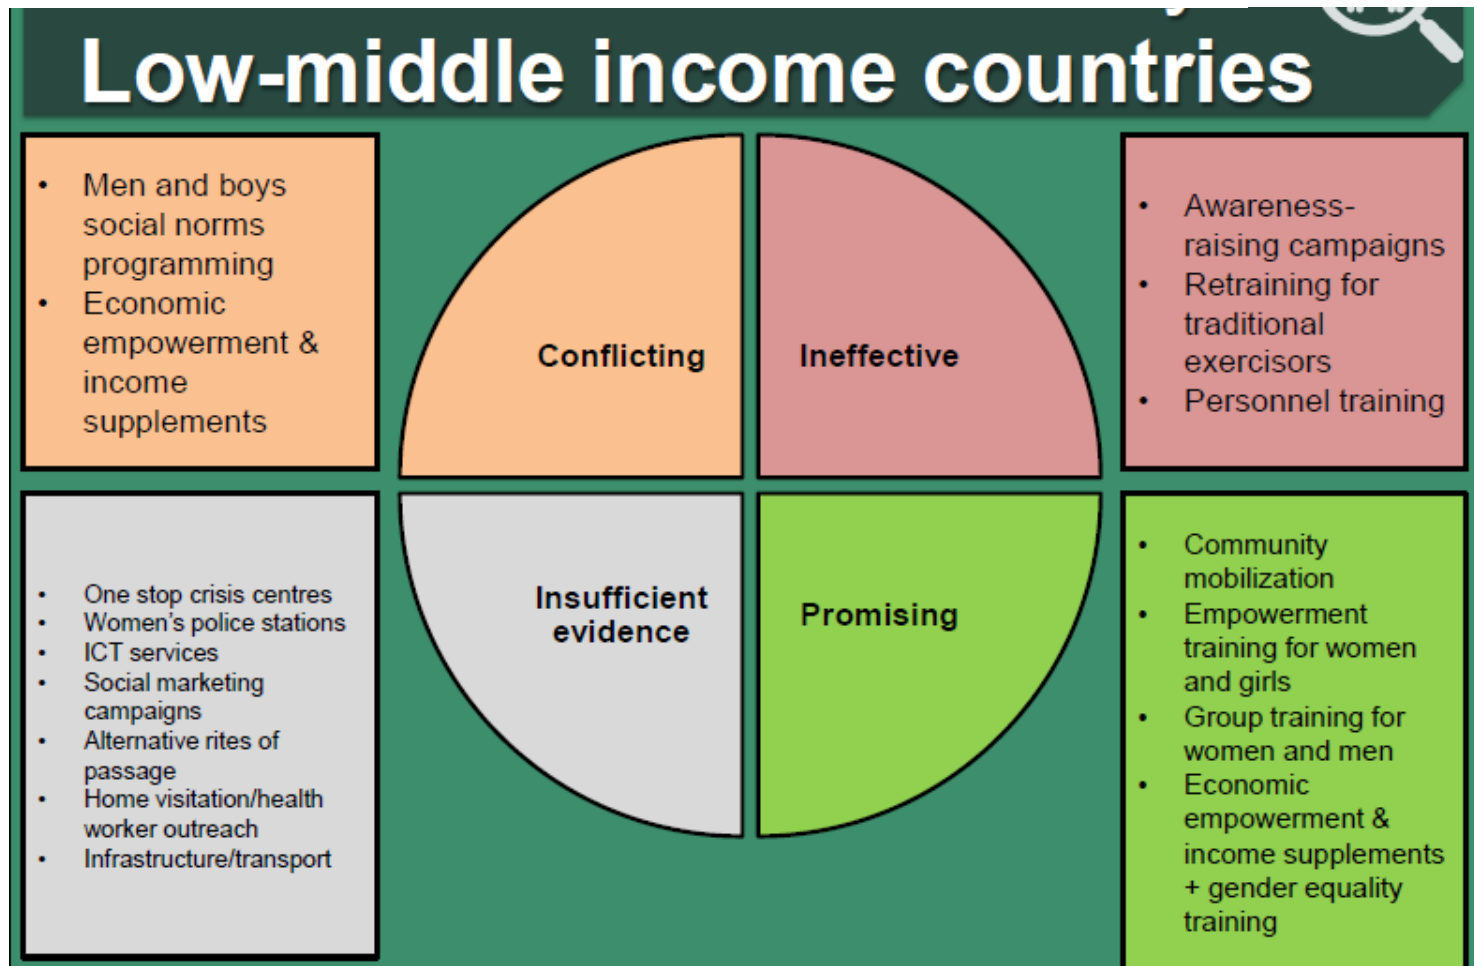 Low-middle income countries
• Men and boys
social norms
programming
• Economic
empowerment &
income
supplements
Conflicting
Ineffective
• Awareness-
raising campaigns
• Retraining for
traditional
exercisors
• Personnel training
• One stop crisis centres
• Women's police stations
• ICT services
• Social marketing
campaigns
• Alternative rites of
passage
• Home visitation/health
worker outreach
• Infrastructure/transport
Insufficient
evidence
Promising
• Community
mobilization
• Empowerment
training for women
and girls
• Group training for
women and men
• Economic
empowerment &
income supplements
+ gender equality
training